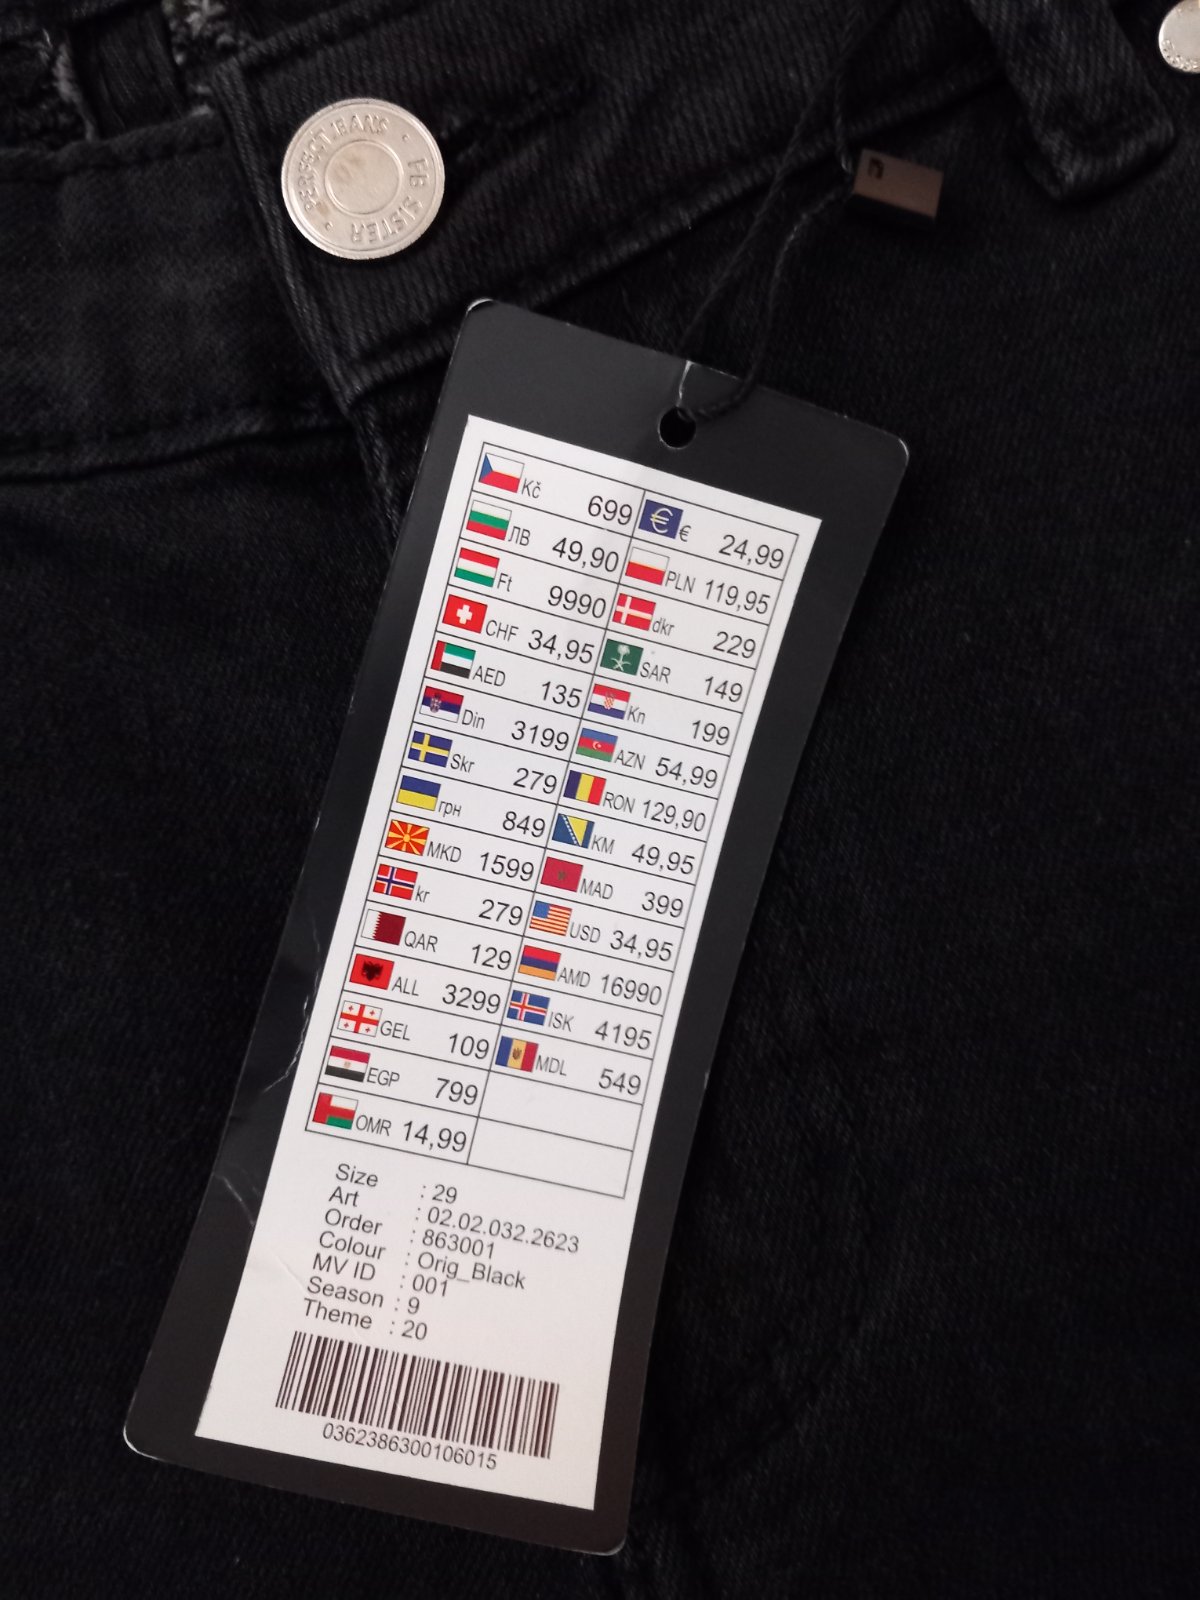 PERFECT JEANS · FB SISTER ·
Kč 699 € 24,99
ЛВ 49,90 PLN 119,95
Ft 9990 dkr 229
CHF 34,95 SAR 149
AED 135 Kn 199
Din 3199 AZN 54,99
Skr 279 RON 129,90
грн 849 KM 49,95
MKD 1599 MAD 399
kr 279 USD 34,95
QAR 129 AMD 16990
ALL 3299 ISK 4195
GEL 109 MDL 549
EGP 799
OMR 14,99
Size : 29
Art : 02.02.032.2623
Order : 863001
Colour : Orig_Black
MV ID : 001
Season : 9
Theme : 20
0362386300106015